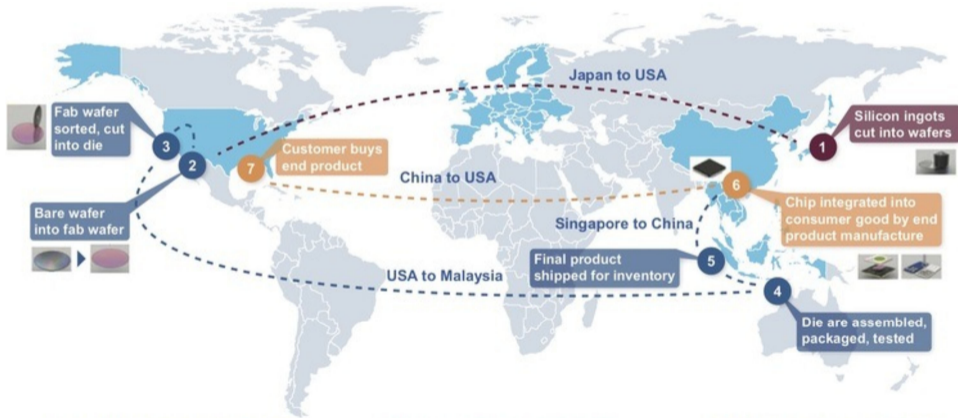 Japan to USA
Fab wafer
sorted, cut
into die
3
Silicon ingots
cut into wafers
1
Customer buys
end product
7
2
China to USA
6
Chip integrated into
consumer good by end
product manufacture
Bare wafer
into fab wafer
Singapore to China
5
Final product
shipped for inventory
USA to Malaysia
4
Die are assembled,
packaged, tested